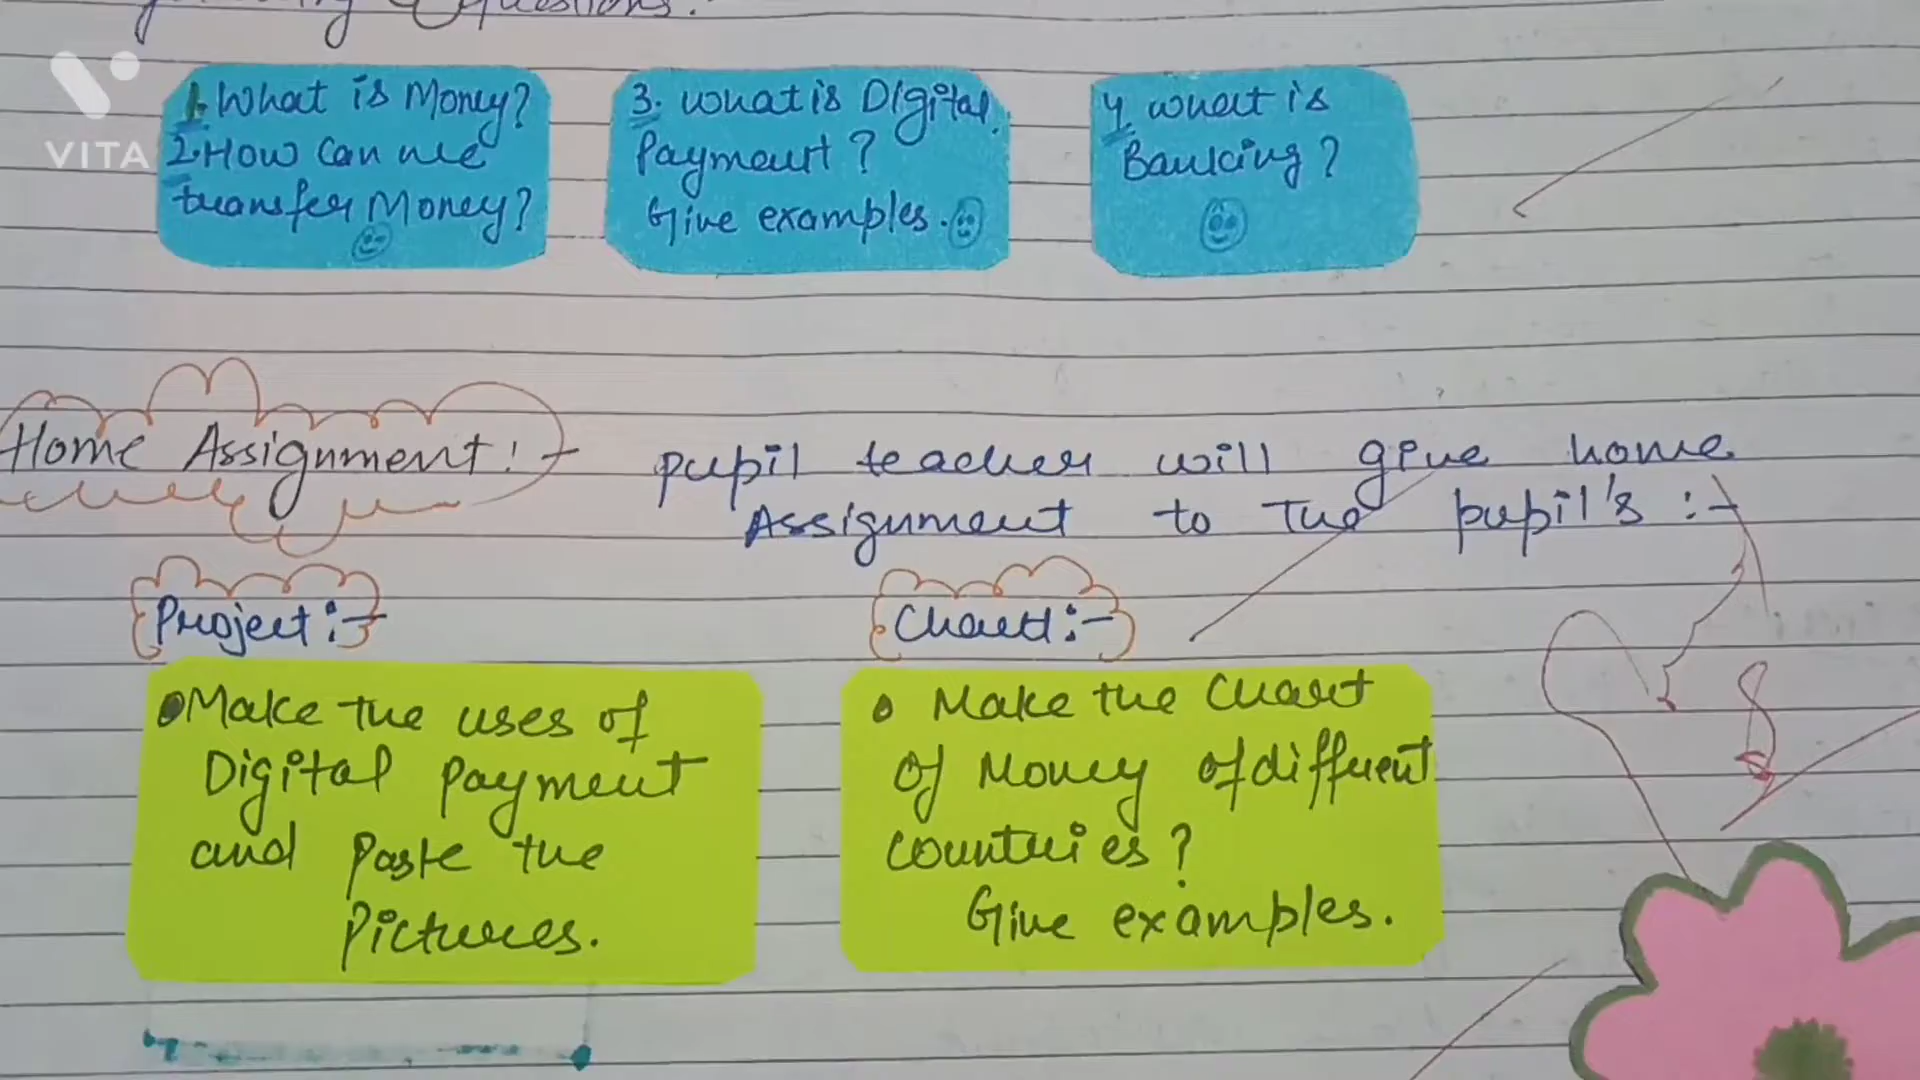 Questions.
VITA
1. What is Money?
2. How can we
transfer Money?
3. What is Digital
Payment?
Give examples.
4. What is
Banking?
Home Assignment:-
pupil teacher will give home
Assignment to The pupil's :-
Project:-
• Make the uses of
Digital payment
and Paste the
Pictures.
Chart:-
• Make the Chart
of Money of different
countries?
Give examples.